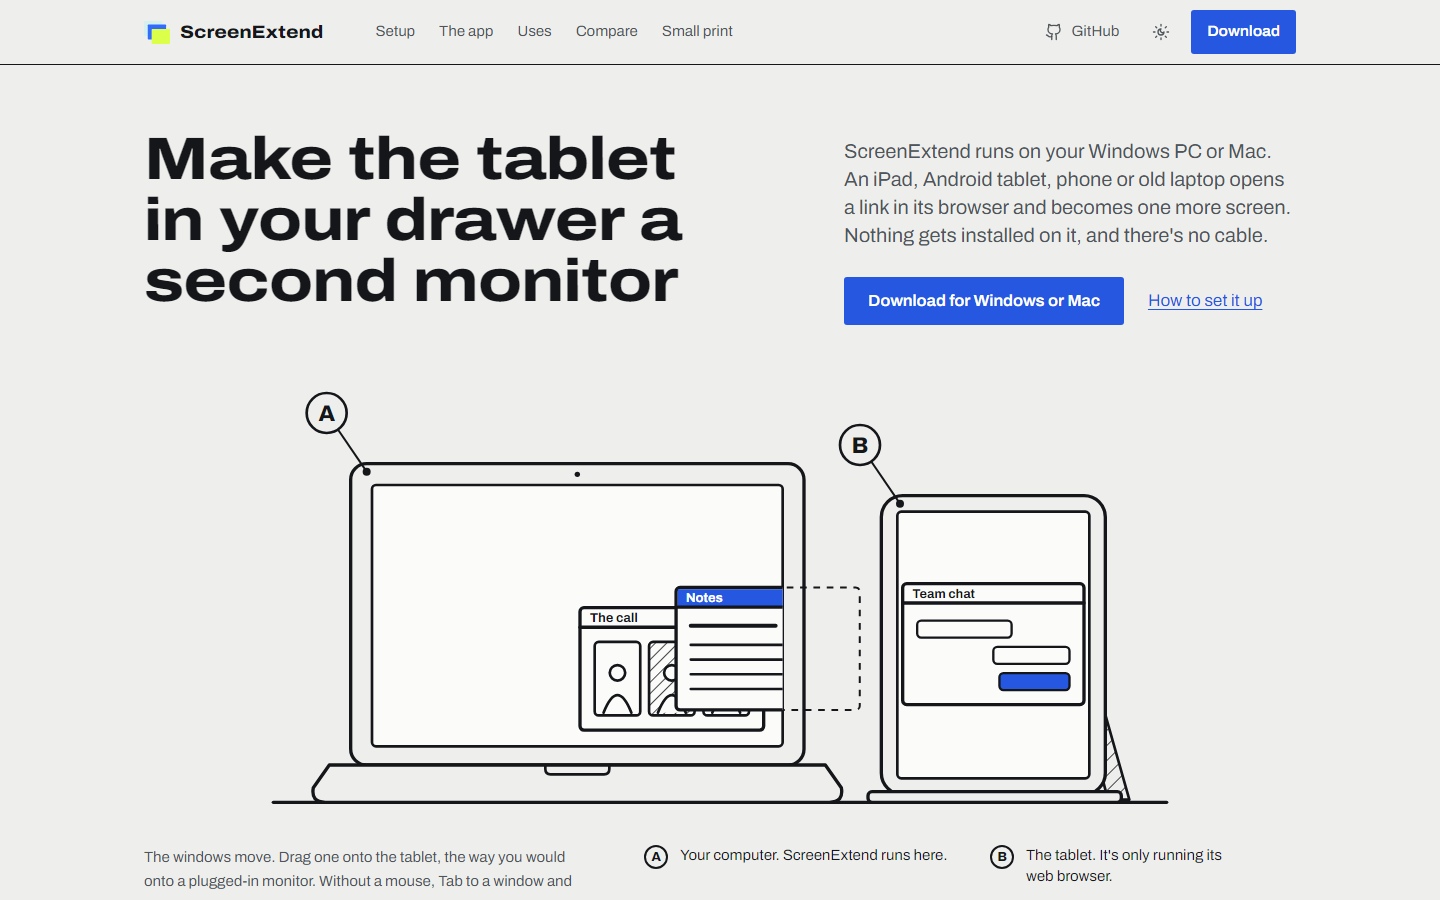 ScreenExtend
Setup
The app
Uses
Compare
Small print
GitHub
Download
Make the tablet
in your drawer a
second monitor
ScreenExtend runs on your Windows PC or Mac.
An iPad, Android tablet, phone or old laptop opens
a link in its browser and becomes one more screen.
Nothing gets installed on it, and there's no cable.
Download for Windows or Mac
How to set it up
A
B
Notes
The call
Team chat
The windows move. Drag one onto the tablet, the way you would
onto a plugged-in monitor. Without a mouse, Tab to a window and
A
Your computer. ScreenExtend runs here.
B
The tablet. It's only running its
web browser.